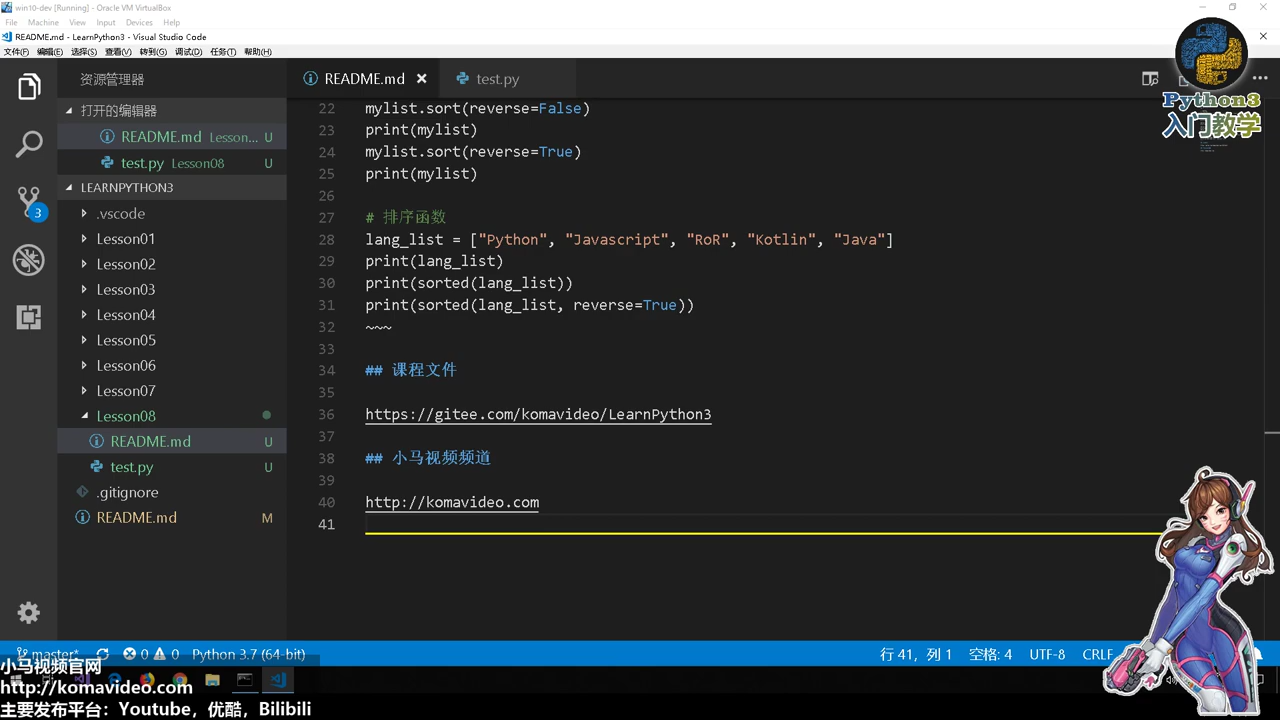 win10-dev [Running] - Oracle VM VirtualBox
File Machine View Input Devices Help
README.md - LearnPython3 - Visual Studio Code
文件(F) 编辑(E) 选择(S) 查看(V) 转到(G) 调试(D) 任务(T) 帮助(H)
资源管理器
打开的编辑器
README.md Lesson... U
test.py Lesson08 U
LEARNPYTHON3
.vscode
Lesson01
Lesson02
Lesson03
Lesson04
Lesson05
Lesson06
Lesson07
Lesson08
README.md U
test.py U
.gitignore
README.md M
3
README.md test.py
22 mylist.sort(reverse=False)
23 print(mylist)
24 mylist.sort(reverse=True)
25 print(mylist)
26
27 # 排序函数
28 lang_list = ["Python", "Javascript", "RoR", "Kotlin", "Java"]
29 print(lang_list)
30 print(sorted(lang_list))
31 print(sorted(lang_list, reverse=True))
32 ~~~
33
34 ## 课程文件
35
36 https://gitee.com/komavideo/LearnPython3
37
38 ## 小马视频频道
39
40 http://komavideo.com
41
Python3
入门教学
master* 0 0 Python 3.7 (64-bit) 行 41, 列 1 空格: 4 UTF-8 CRLF
小马视频官网
http://komavideo.com
主要发布平台: Youtube, 优酷, Bilibili